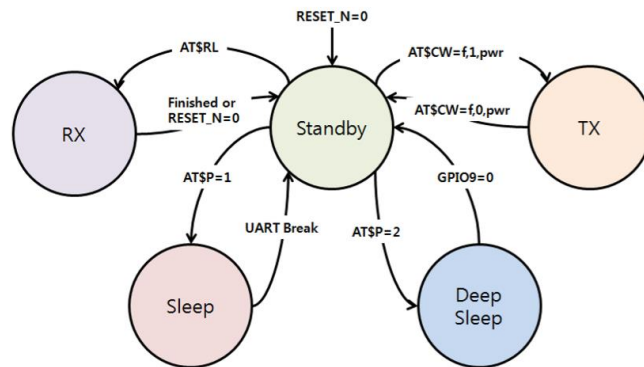 RESET_N=0
AT$RL
AT$CW=f,1,pwr
Finished or
RESET_N=0
AT$CW=f,0,pwr
RX
Standby
TX
AT$P=1
GPIO9=0
UART Break
AT$P=2
Sleep
Deep
Sleep